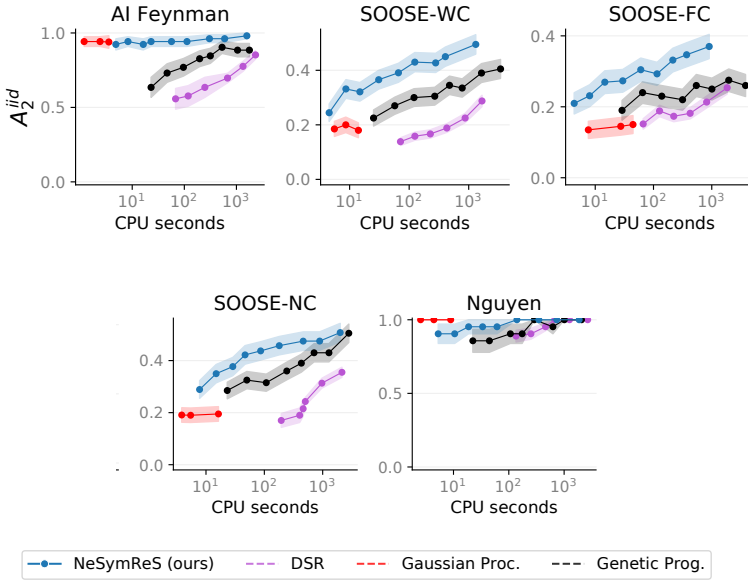 AI Feynman
SOOSE-WC
SOOSE-FC
A_2^{iid}
1.0
0.5
0.0
10^1 10^2 10^3
CPU seconds
0.4
0.2
0.0
10^1 10^2 10^3
CPU seconds
0.4
0.2
0.0
10^1 10^2 10^3
CPU seconds
SOOSE-NC
Nguyen
0.4
0.2
0.0
10^1 10^2 10^3
CPU seconds
1.0
0.5
0.0
10^1 10^2 10^3
CPU seconds
NeSymReS (ours) DSR Gaussian Proc. Genetic Prog.